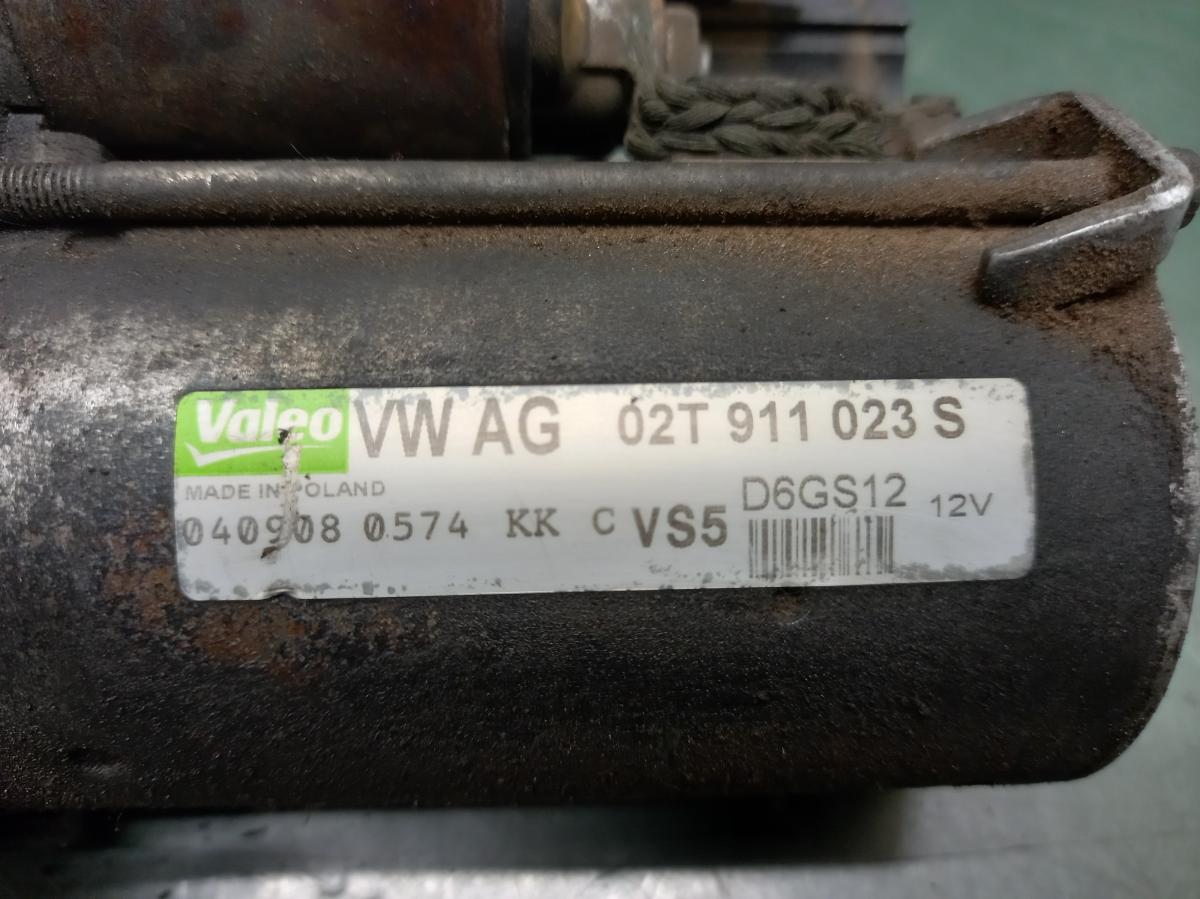 Valeo VW AG 02T 911 023 S
MADE IN POLAND
040908 0574 KK C VS5 D6GS12 12V